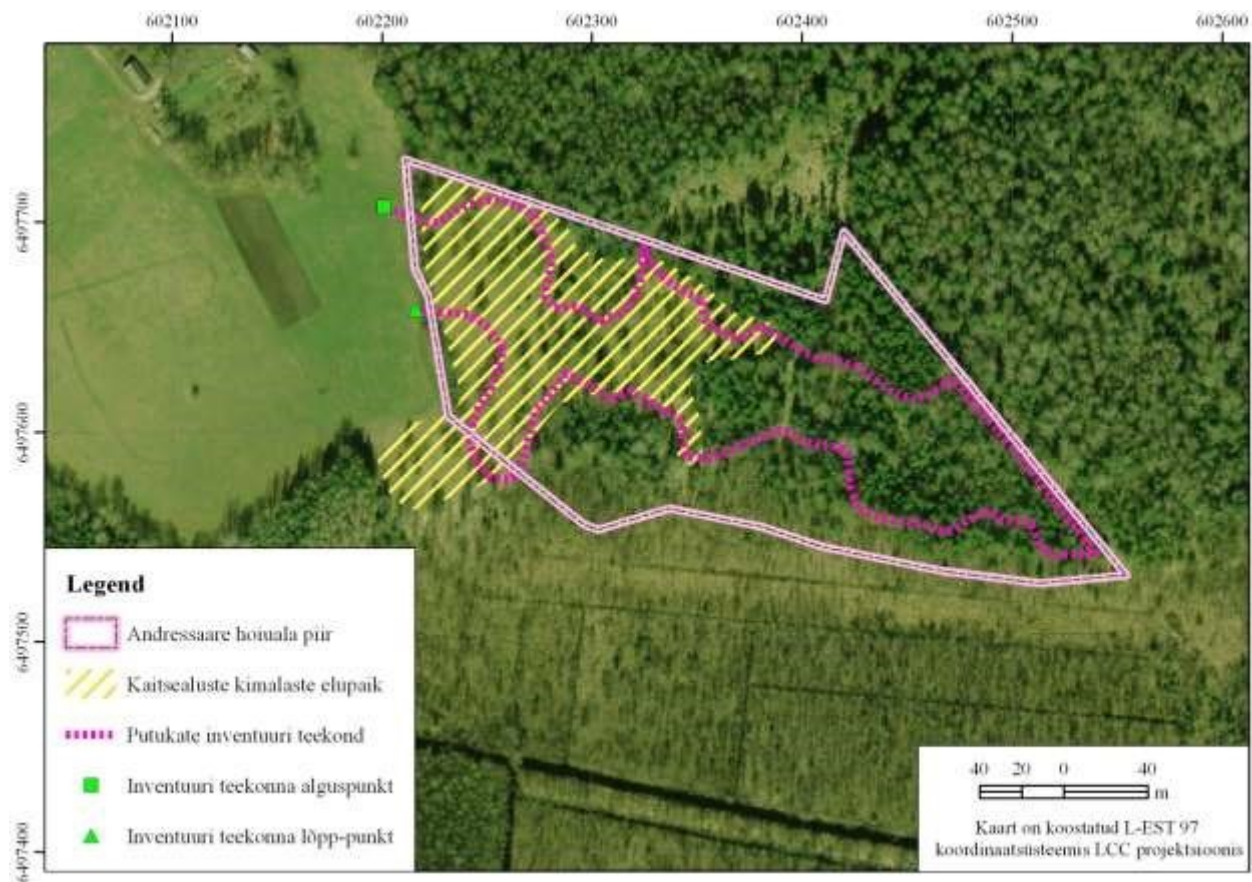 602100 602200 602300 602400 602500 602600
6497700
6497600
6497500
6497400
Legend
Andressaare hoiuala piir
Kaitsealuste kimalaste elupaik
Putukate inventuuri teekond
Inventuuri teekonna alguspunkt
Inventuuri teekonna lõpp-punkt
40 20 0 40
m
Kaart on koostatud L-EST 97
koordinaatsüsteemis LCC projektsioonis